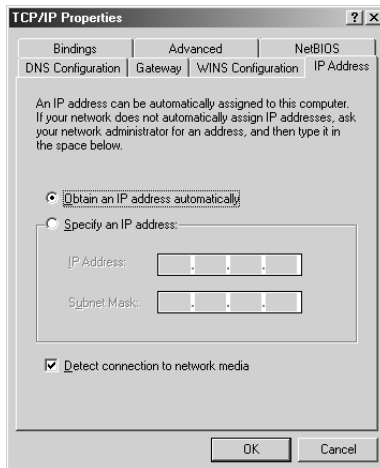 TCP/IP Properties
Bindings Advanced NetBIOS
DNS Configuration Gateway WINS Configuration IP Address
An IP address can be automatically assigned to this computer.
If your network does not automatically assign IP addresses, ask
your network administrator for an address, and then type it in
the space below.
Obtain an IP address automatically
Specify an IP address:
IP Address:
Subnet Mask:
Detect connection to network media
OK Cancel